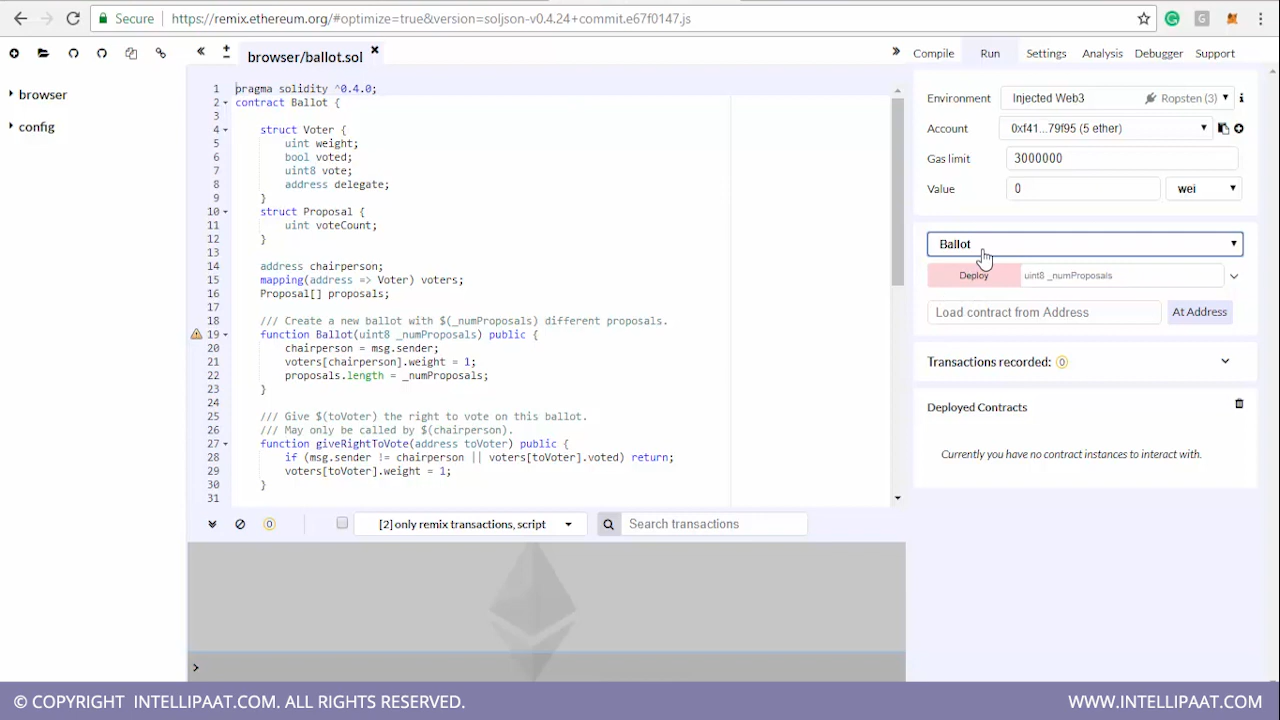 Secure
https://remix.ethereum.org/#optimize=true&version=soljson-v0.4.24+commit.e67f0147.js
browser
config
browser/ballot.sol
1 pragma solidity ^0.4.0;
2 contract Ballot {
3
4 struct Voter {
5 uint weight;
6 bool voted;
7 uint8 vote;
8 address delegate;
9 }
10 struct Proposal {
11 uint voteCount;
12 }
13
14 address chairperson;
15 mapping(address => Voter) voters;
16 Proposal[] proposals;
17
18 /// Create a new ballot with $(_numProposals) different proposals.
19 function Ballot(uint8 _numProposals) public {
20 chairperson = msg.sender;
21 voters[chairperson].weight = 1;
22 proposals.length = _numProposals;
23 }
24
25 /// Give $(toVoter) the right to vote on this ballot.
26 /// May only be called by $(chairperson).
27 function giveRightToVote(address toVoter) public {
28 if (msg.sender != chairperson || voters[toVoter].voted) return;
29 voters[toVoter].weight = 1;
30 }
31
0
[2] only remix transactions, script
Search transactions
>
Compile Run Settings Analysis Debugger Support
Environment Injected Web3 Ropsten (3) i
Account 0xf41...79f95 (5 ether)
Gas limit 3000000
Value 0 wei
Ballot
Deploy uint8 _numProposals
Load contract from Address At Address
Transactions recorded: 0
Deployed Contracts
Currently you have no contract instances to interact with.
© COPYRIGHT INTELLIPAAT.COM. ALL RIGHTS RESERVED.
WWW.INTELLIPAAT.COM